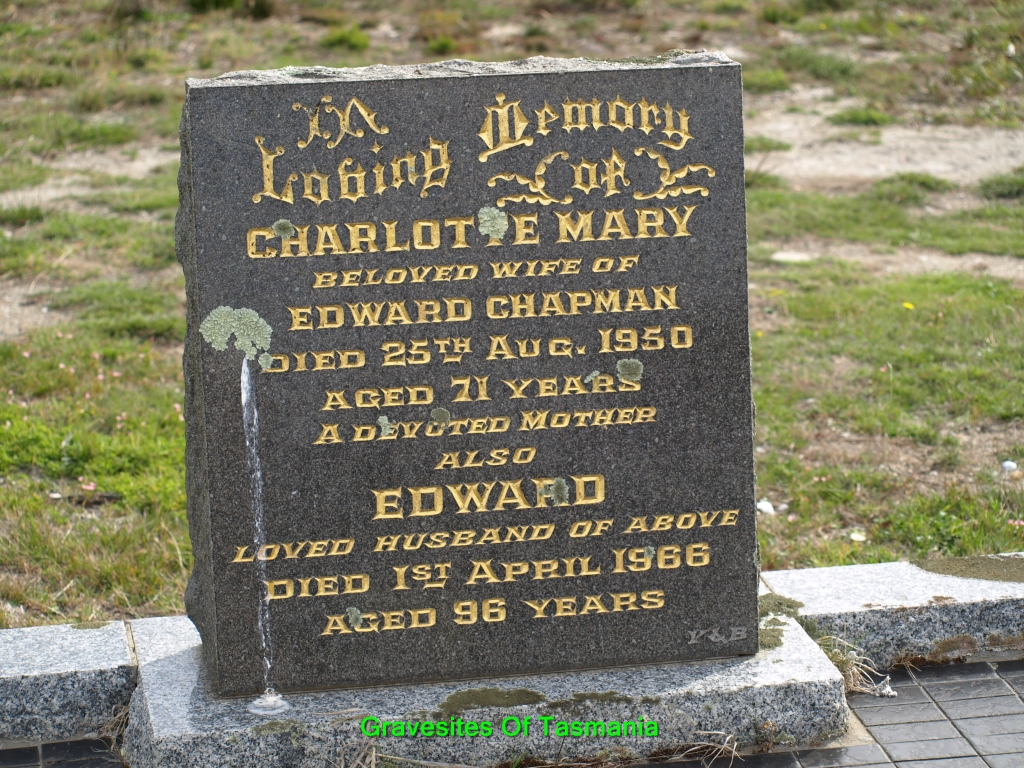 In Memory
Loving of
CHARLOTTE MARY
BELOVED WIFE OF
EDWARD CHAPMAN
DIED 25TH AUG. 1950
AGED 71 YEARS
A DEVOTED MOTHER
ALSO
EDWARD
LOVED HUSBAND OF ABOVE
DIED 1ST APRIL 1966
AGED 96 YEARS
V&B
Gravesites Of Tasmania